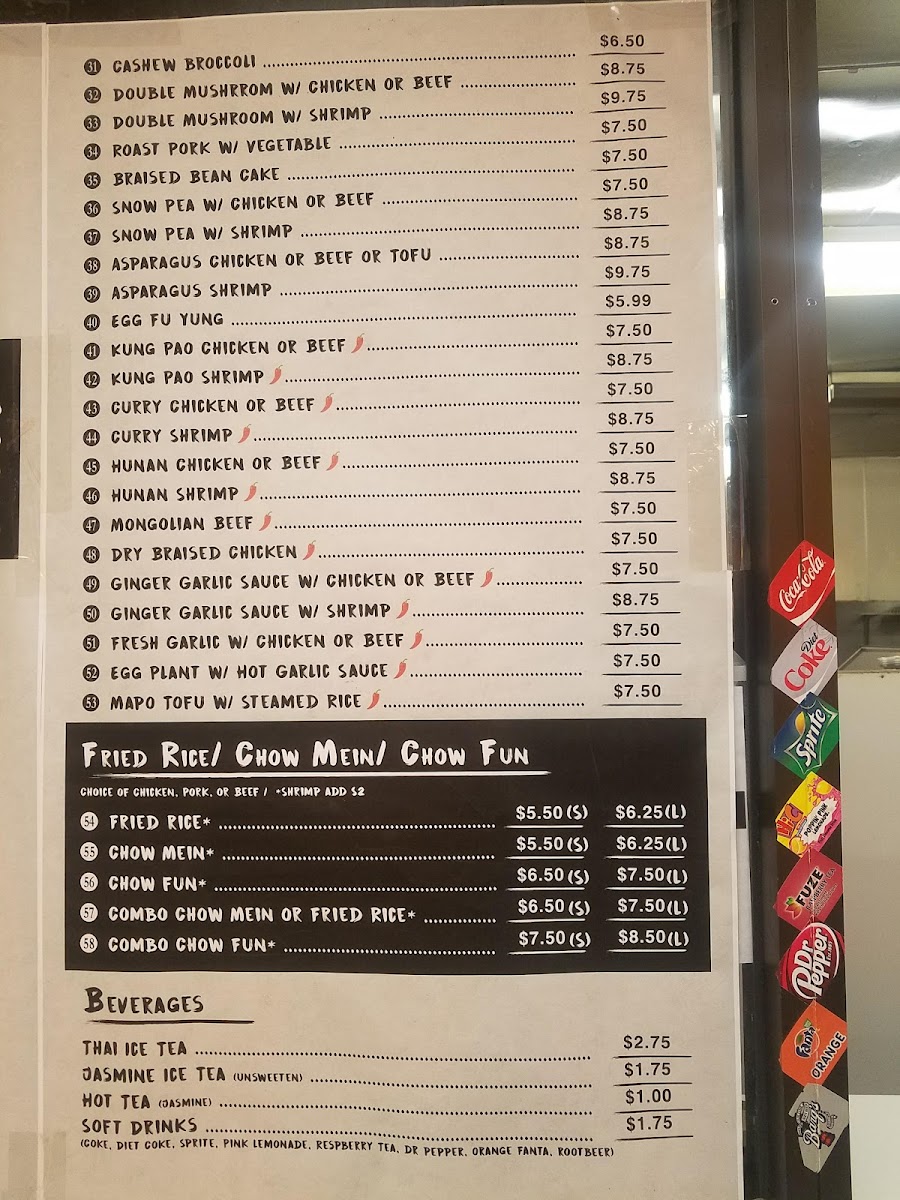 31 CASHEW BROCCOLI $6.50
32 DOUBLE MUSHRROM W/ CHICKEN OR BEEF $8.75
33 DOUBLE MUSHROOM W/ SHRIMP $9.75
34 ROAST PORK W/ VEGETABLE $7.50
35 BRAISED BEAN CAKE $7.50
36 SNOW PEA W/ CHICKEN OR BEEF $7.50
37 SNOW PEA W/ SHRIMP $8.75
38 ASPARAGUS CHICKEN OR BEEF OR TOFU $8.75
39 ASPARAGUS SHRIMP $9.75
40 EGG FU YUNG $5.99
41 KUNG PAO CHICKEN OR BEEF $7.50
42 KUNG PAO SHRIMP $8.75
43 CURRY CHICKEN OR BEEF $7.50
44 CURRY SHRIMP $8.75
45 HUNAN CHICKEN OR BEEF $7.50
46 HUNAN SHRIMP $8.75
47 MONGOLIAN BEEF $7.50
48 DRY BRAISED CHICKEN $7.50
49 GINGER GARLIC SAUCE W/ CHICKEN OR BEEF $7.50
50 GINGER GARLIC SAUCE W/ SHRIMP $8.75
51 FRESH GARLIC W/ CHICKEN OR BEEF $7.50
52 EGG PLANT W/ HOT GARLIC SAUCE $7.50
53 MAPO TOFU W/ STEAMED RICE $7.50
FRIED RICE/ CHOW MEIN/ CHOW FUN
CHOICE OF CHICKEN, PORK, OR BEEF / *SHRIMP ADD $2
54 FRIED RICE* $5.50 (S) $6.25 (L)
55 CHOW MEIN* $5.50 (S) $6.25 (L)
56 CHOW FUN* $6.50 (S) $7.50 (L)
57 COMBO CHOW MEIN OR FRIED RICE* $6.50 (S) $7.50 (L)
58 COMBO CHOW FUN* $7.50 (S) $8.50 (L)
BEVERAGES
THAI ICE TEA $2.75
JASMINE ICE TEA (UNSWEETEN) $1.75
HOT TEA (JASMINE) $1.00
SOFT DRINKS $1.75
(COKE, DIET COKE, SPRITE, PINK LEMONADE, RESPBERRY TEA, DR PEPPER, ORANGE FANTA, ROOTBEER)
Coca-Cola
Diet
Coke
Sprite
Hi-C
LEMONADE
FUZE
Dr Pepper
Fanta
ORANGE
Barq's